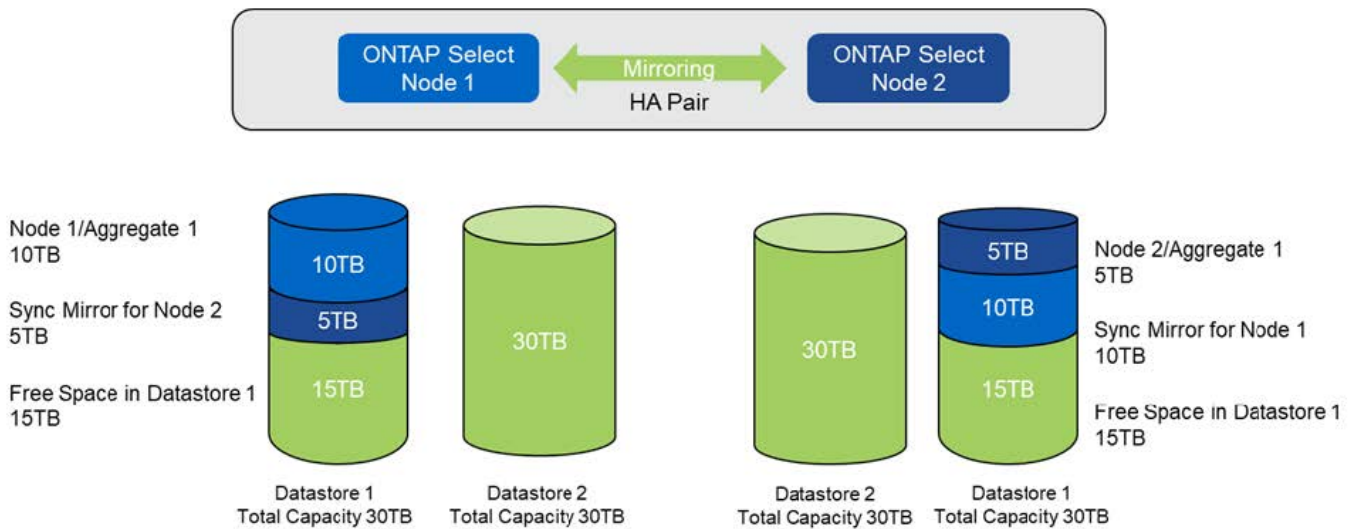 ONTAP Select
Node 1
Mirroring
HA Pair
ONTAP Select
Node 2
Node 1/Aggregate 1
10TB
Sync Mirror for Node 2
5TB
Free Space in Datastore 1
15TB
10TB
5TB
15TB
30TB
30TB
5TB
10TB
15TB
Node 2/Aggregate 1
5TB
Sync Mirror for Node 1
10TB
Free Space in Datastore 1
15TB
Datastore 1
Total Capacity 30TB
Datastore 2
Total Capacity 30TB
Datastore 2
Total Capacity 30TB
Datastore 1
Total Capacity 30TB